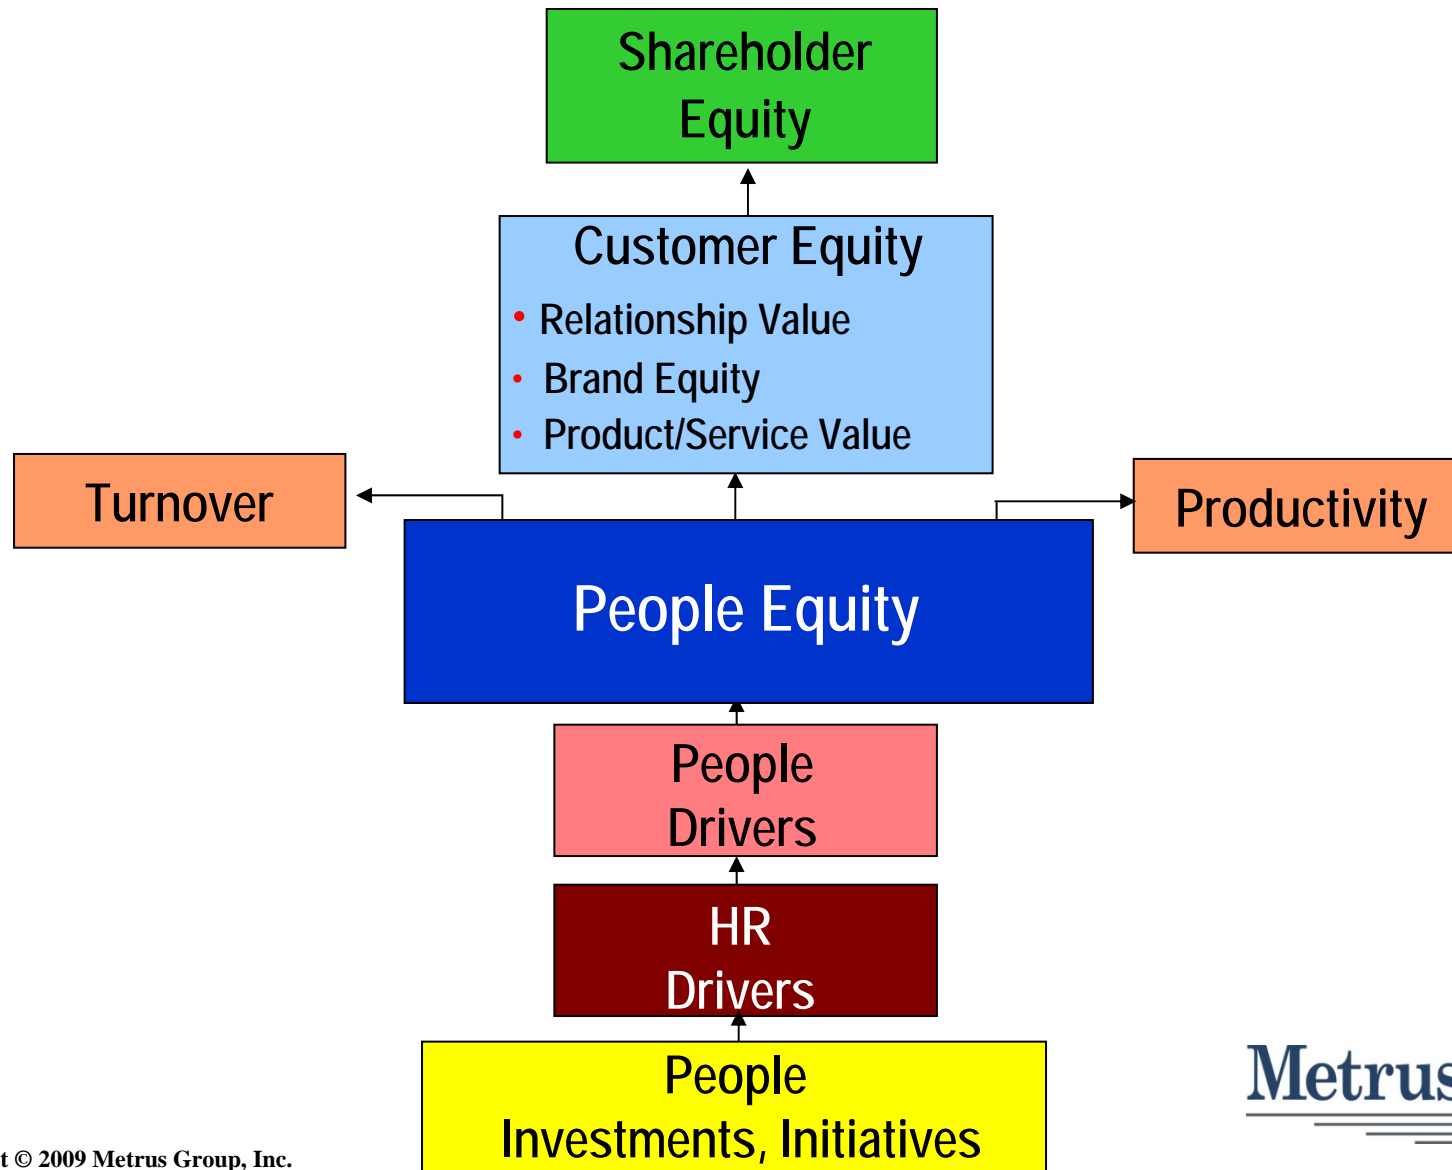 Shareholder
Equity
Customer Equity
• Relationship Value
• Brand Equity
• Product/Service Value
Turnover
Productivity
People Equity
People
Drivers
HR
Drivers
People
Investments, Initiatives
Metrus
t © 2009 Metrus Group, Inc.